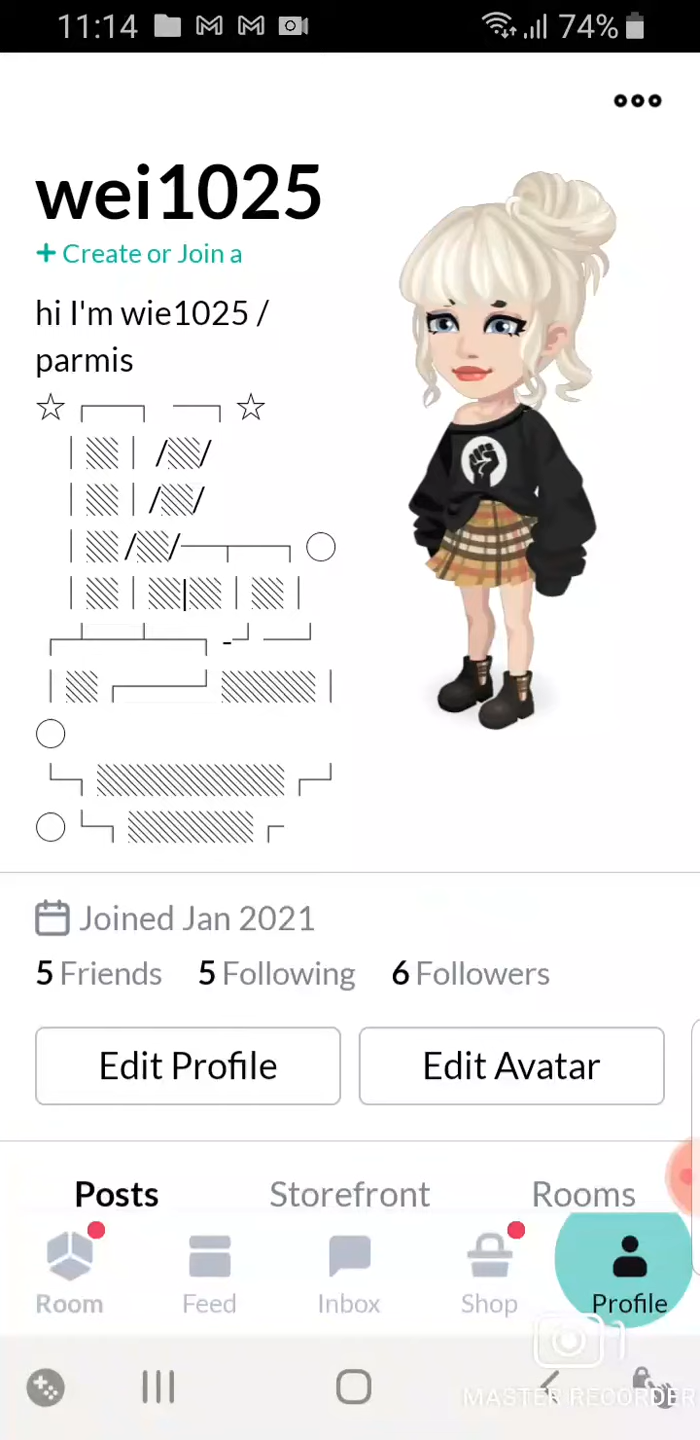 11:14
74%
wei1025
+ Create or Join a
hi I'm wie1025 /
parmis
☆ ┌──┐ ─┐ ☆
│▒│ /▒/
│▒│/▒/
│▒/▒/──┬──┐ ○
│▒│▒|▒│▒│
┌┴─┴──┐ -┘ ─┘
│▒┌──┘ ▒▒▒│
○
└┐ ▒▒▒▒▒▒ ┌┘
○ └┐ ▒▒▒▒ ┌
Joined Jan 2021
5 Friends 5 Following 6 Followers
Edit Profile Edit Avatar
Posts Storefront Rooms
Room Feed Inbox Shop Profile
MASTER RECORDER